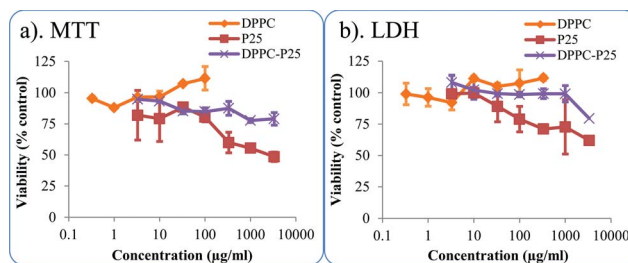 a). MTT
DPPC
P25
DPPC-P25
125
100
75
50
25
0
Viability (% control)
0.1
1
10
100
1000
10000
Concentration (µg/ml)
b). LDH
DPPC
P25
DPPC-P25
125
100
75
50
25
0
Viability (% control)
0.1
1
10
100
1000
10000
Concentration (µg/ml)